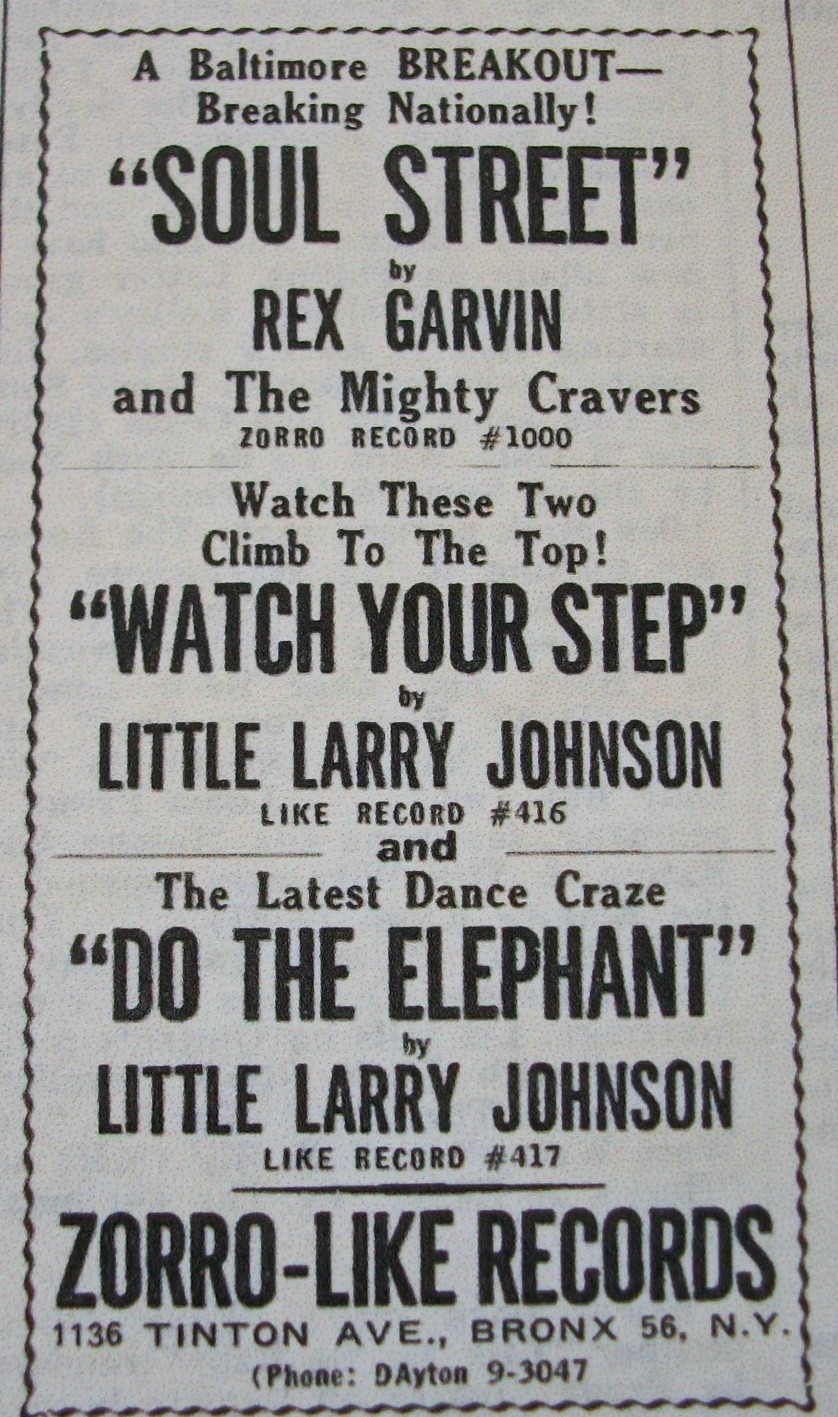 A Baltimore BREAKOUT—
Breaking Nationally!
“SOUL STREET”
by
REX GARVIN
and The Mighty Cravers
ZORRO RECORD #1000
Watch These Two
Climb To The Top!
“WATCH YOUR STEP”
by
LITTLE LARRY JOHNSON
LIKE RECORD #416
and
The Latest Dance Craze
“DO THE ELEPHANT”
by
LITTLE LARRY JOHNSON
LIKE RECORD #417
ZORRO-LIKE RECORDS
1136 TINTON AVE., BRONX 56, N.Y.
(Phone: DAyton 9-3047